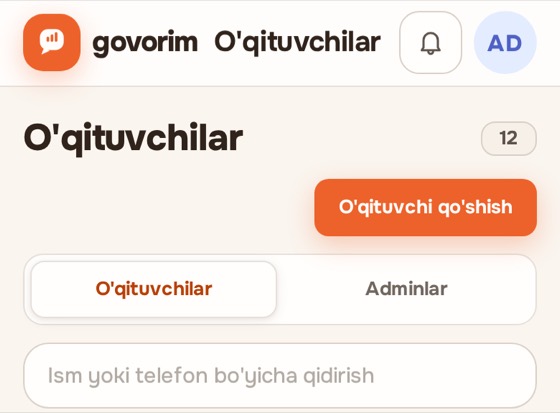 govorim O'qituvchilar AD
O'qituvchilar 12
O'qituvchi qo'shish
O'qituvchilar Adminlar
Ism yoki telefon bo'yicha qidirish